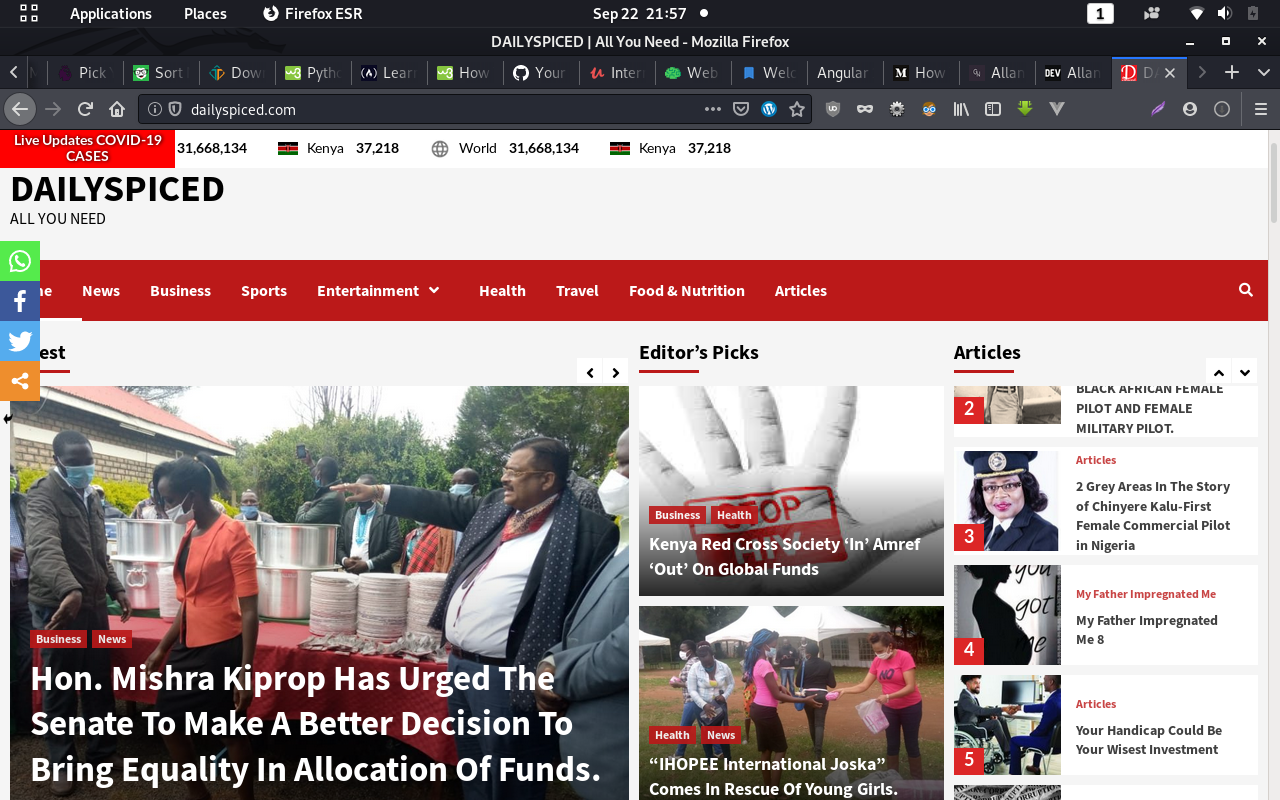 Applications Places Firefox ESR Sep 22 21:57 1
DAILYSPICED | All You Need - Mozilla Firefox
Pick Sort Dow Pytho Lear How Your Inter Web Welc Angular How Allan DEV Allan
dailyspiced.com
Live Updates COVID-19
CASES
31,668,134 Kenya 37,218 World 31,668,134 Kenya 37,218
DAILYSPICED
ALL YOU NEED
News Business Sports Entertainment Health Travel Food & Nutrition Articles
Editor’s Picks
Articles
Business News
Hon. Mishra Kiprop Has Urged The
Senate To Make A Better Decision To
Bring Equality In Allocation Of Funds.
STOP
HIV
Business Health
Kenya Red Cross Society ‘In’ Amref
‘Out’ On Global Funds
NO
Health News
“IHOPEE International Joska”
Comes In Rescue Of Young Girls.
2
BLACK AFRICAN FEMALE
PILOT AND FEMALE
MILITARY PILOT.
3
Articles
2 Grey Areas In The Story
of Chinyere Kalu-First
Female Commercial Pilot
in Nigeria
you
got
me
4
My Father Impregnated Me
My Father Impregnated
Me 8
5
Articles
Your Handicap Could Be
Your Wisest Investment